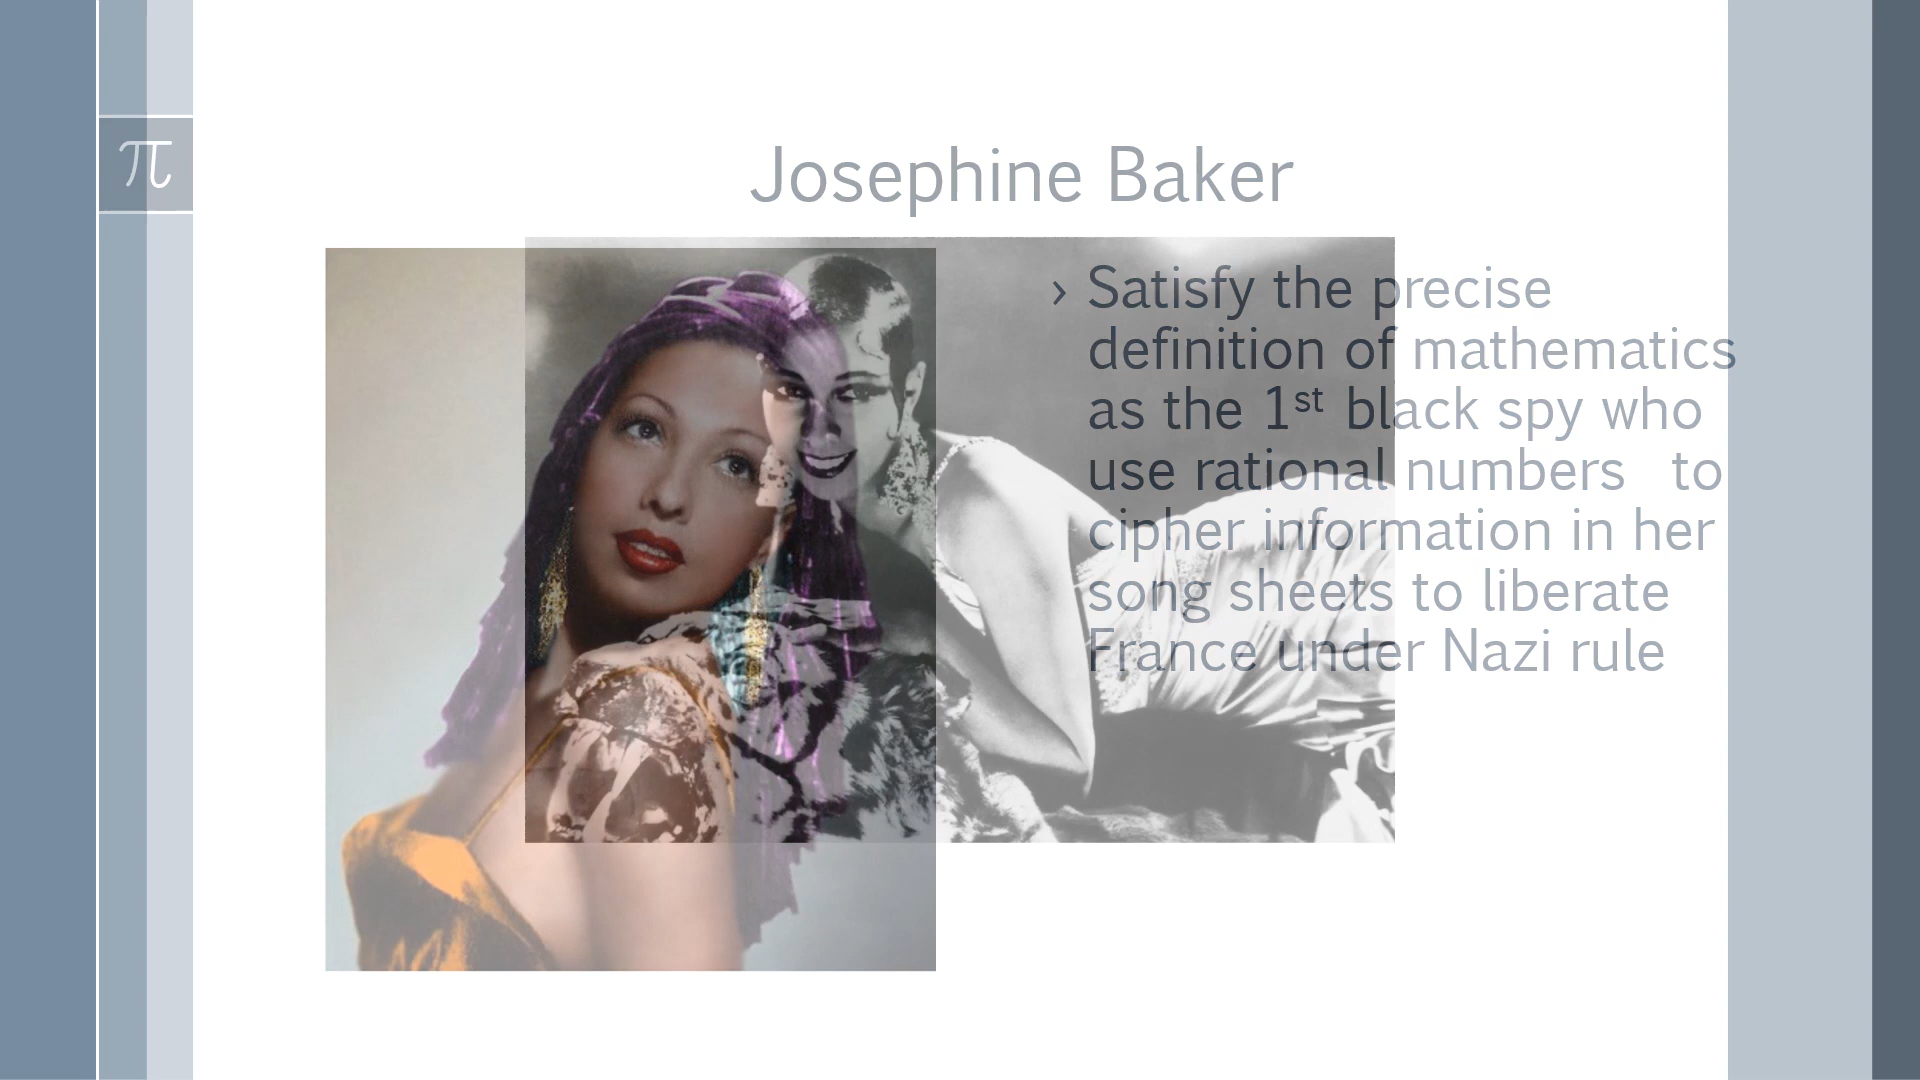 π
Josephine Baker
› Satisfy the precise
definition of mathematics
as the 1st black spy who
use rational numbers   to
cipher information in her
song sheets to liberate
France under Nazi rule